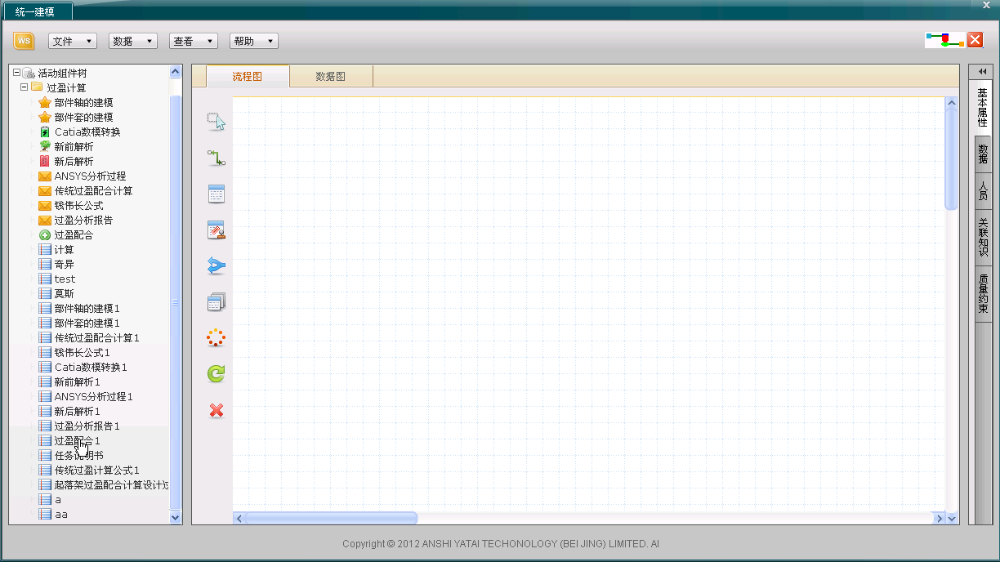 统一建模
WS
文件
数据
查看
帮助
活动组件树
过盈计算
部件轴的建模
部件套的建模
Catia数模转换
新前解析
新后解析
ANSYS分析过程
传统过盈配合计算
钱伟长公式
过盈分析报告
过盈配合
计算
奇异
test
莫斯
部件轴的建模1
部件套的建模1
传统过盈配合计算1
钱伟长公式1
Catia数模转换1
新前解析1
ANSYS分析过程1
新后解析1
过盈分析报告1
过盈配合1
任务说明书
传统过盈计算公式1
起落架过盈配合计算设计过
a
aa
流程图
数据图
基本属性
数据
人员
关联知识
质量约束
Copyright © 2012 ANSHI YATAI TECHONOLOGY (BEI JING) LIMITED. AI